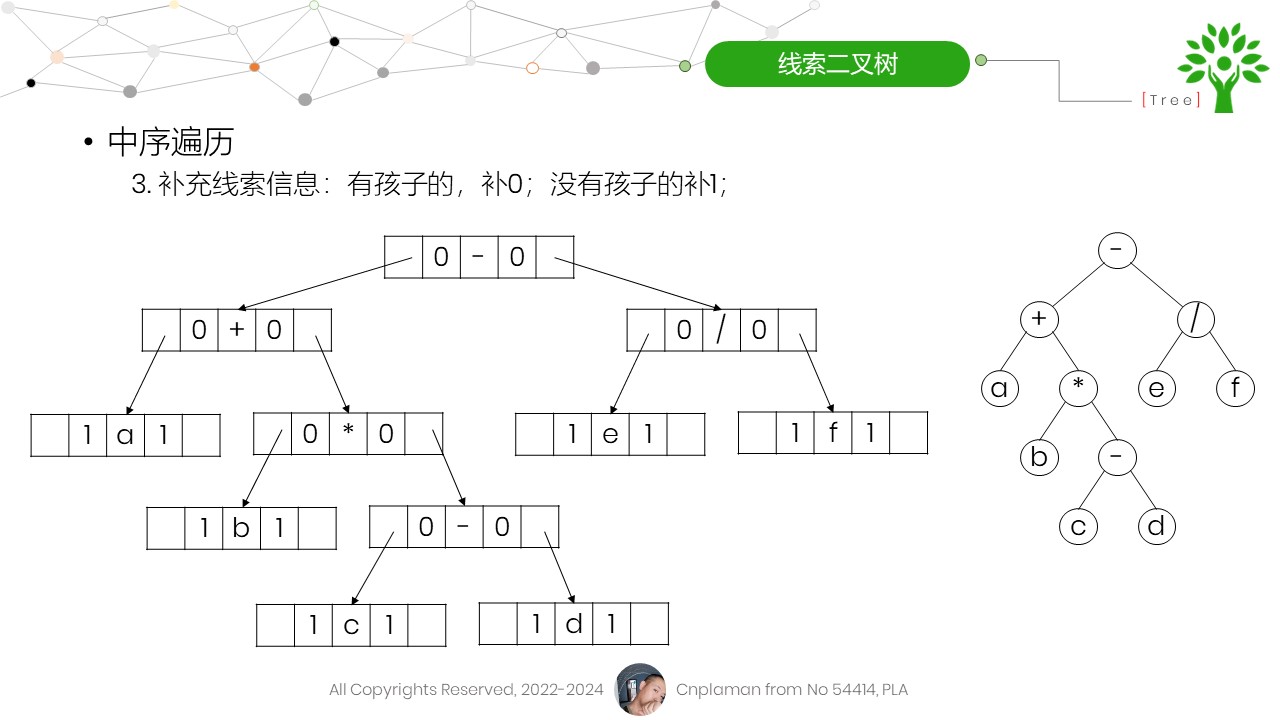 线索二叉树
[Tree]
• 中序遍历
3. 补充线索信息：有孩子的，补0；没有孩子的补1；
0 - 0
0 + 0
0 / 0
1 a 1
0 * 0
1 e 1
1 f 1
1 b 1
0 - 0
1 c 1
1 d 1
-
+ /
a * e f
b -
c d
All Copyrights Reserved, 2022-2024
Cnplaman from No 54414, PLA